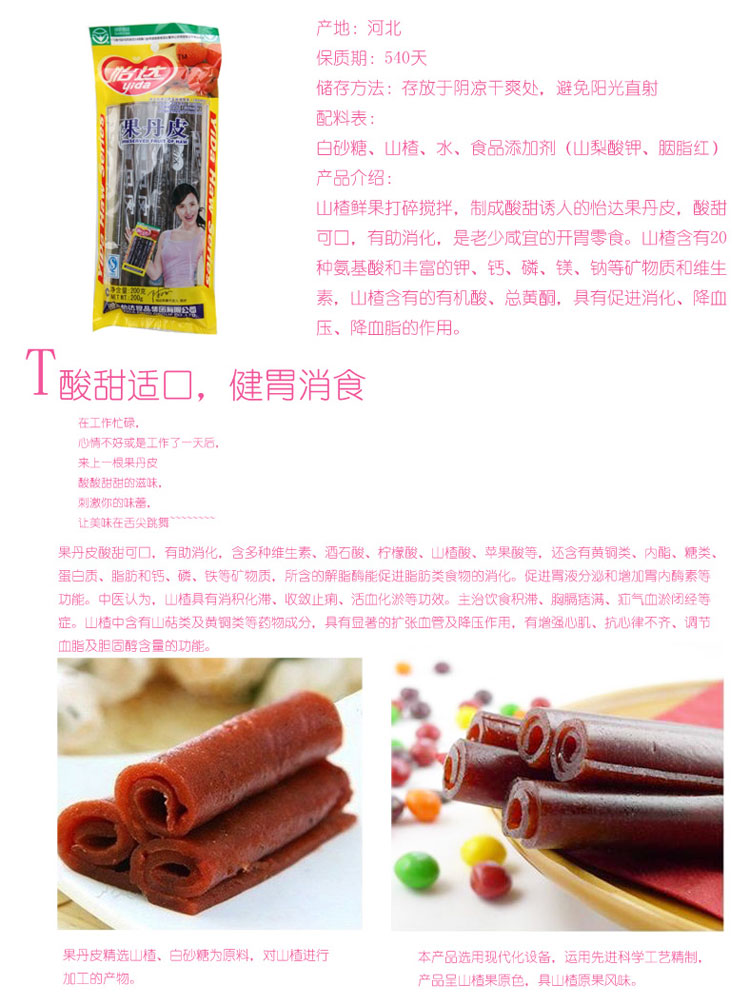 怡达
yida
果丹皮
PRESERVED FRUIT OF HAW
净含量:200克
NET WT:200g
产地：河北
保质期：540天
储存方法：存放于阴凉干爽处，避免阳光直射
配料表：
白砂糖、山楂、水、食品添加剂（山梨酸钾、胭脂红）
产品介绍：
山楂鲜果打碎搅拌，制成酸甜诱人的怡达果丹皮，酸甜
可口，有助消化，是老少咸宜的开胃零食。山楂含有20
种氨基酸和丰富的钾、钙、磷、镁、钠等矿物质和维生
素，山楂含有的有机酸、总黄酮，具有促进消化、降血
压、降血脂的作用。
T酸甜适口，健胃消食
在工作忙碌，
心情不好或是工作了一天后，
来上一根果丹皮
酸酸甜甜的滋味，
刺激你的味蕾，
让美味在舌尖跳舞~~~~~~~~
果丹皮酸甜可口，有助消化，含多种维生素、酒石酸、柠檬酸、山楂酸、苹果酸等，还含有黄铜类、内酯、糖类、
蛋白质、脂肪和钙、磷、铁等矿物质，所含的解脂酶能促进脂肪类食物的消化。促进胃液分泌和增加胃内酶素等
功能。中医认为，山楂具有消积化滞、收敛止痢、活血化淤等功效。主治饮食积滞、胸膈痞满、疝气血淤闭经等
症。山楂中含有山萜类及黄铜类等药物成分，具有显著的扩张血管及降压作用，有增强心肌、抗心律不齐、调节
血脂及胆固醇含量的功能。
果丹皮精选山楂、白砂糖为原料，对山楂进行
加工的产物。
本产品选用现代化设备，运用先进科学工艺精制，
产品呈山楂果原色，具山楂原果风味。